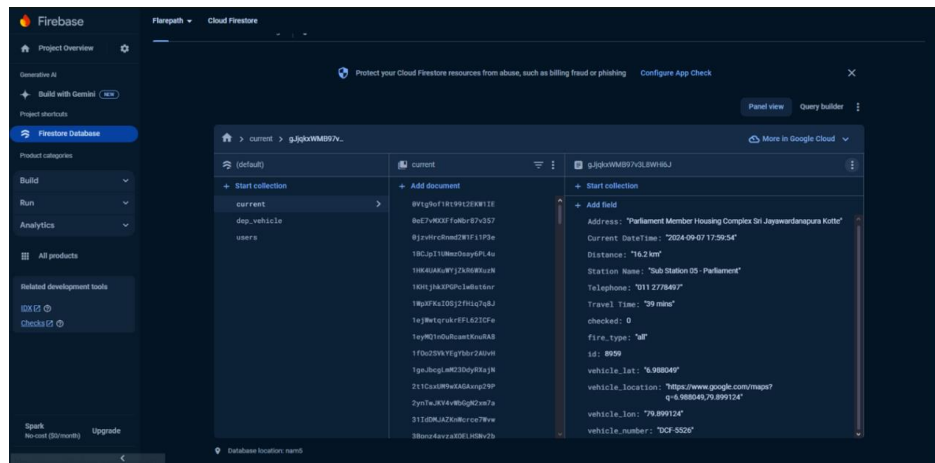 Firebase
Flarepath
Cloud Firestore
Project Overview
Generative AI
Build with Gemini NEW
Project shortcuts
Firestore Database
Product categories
Build
Run
Analytics
All products
Related development tools
IDX
Checks
Spark
No-cost ($0/month)
Upgrade
Protect your Cloud Firestore resources from abuse, such as billing fraud or phishing Configure App Check
Panel view Query builder
current > gJjqkxWMB97v...
More in Google Cloud
(default)
+ Start collection
current
dep_vehicle
users
current
+ Add document
1HK4UAKuWYjZkR6WXuzN
1KHtjhkXPGPclwBst6nr
1WpXFKsIOSj2fHiq7q8J
1geJbcgLmM23DdyRXajN
gJjqkxWMB97v3L8WH66J
+ Start collection
+ Add field
Address: "Parliament Member Housing Complex Sri Jayawardanapura Kotte"
Current DateTime: "2024-09-07 17:59:54"
Distance: "16.2 km"
Station Name: "Sub Station 05 - Parliament"
Telephone: "011 2778497"
Travel Time: "39 mins"
checked: 0
fire_type: "all"
id: 8959
vehicle_lat: "6.988049"
vehicle_location: "https://www.google.com/maps?
q=6.988049,79.899124"
vehicle_lon: "79.899124"
vehicle_number: "DCF-5526"
Database location: nam5